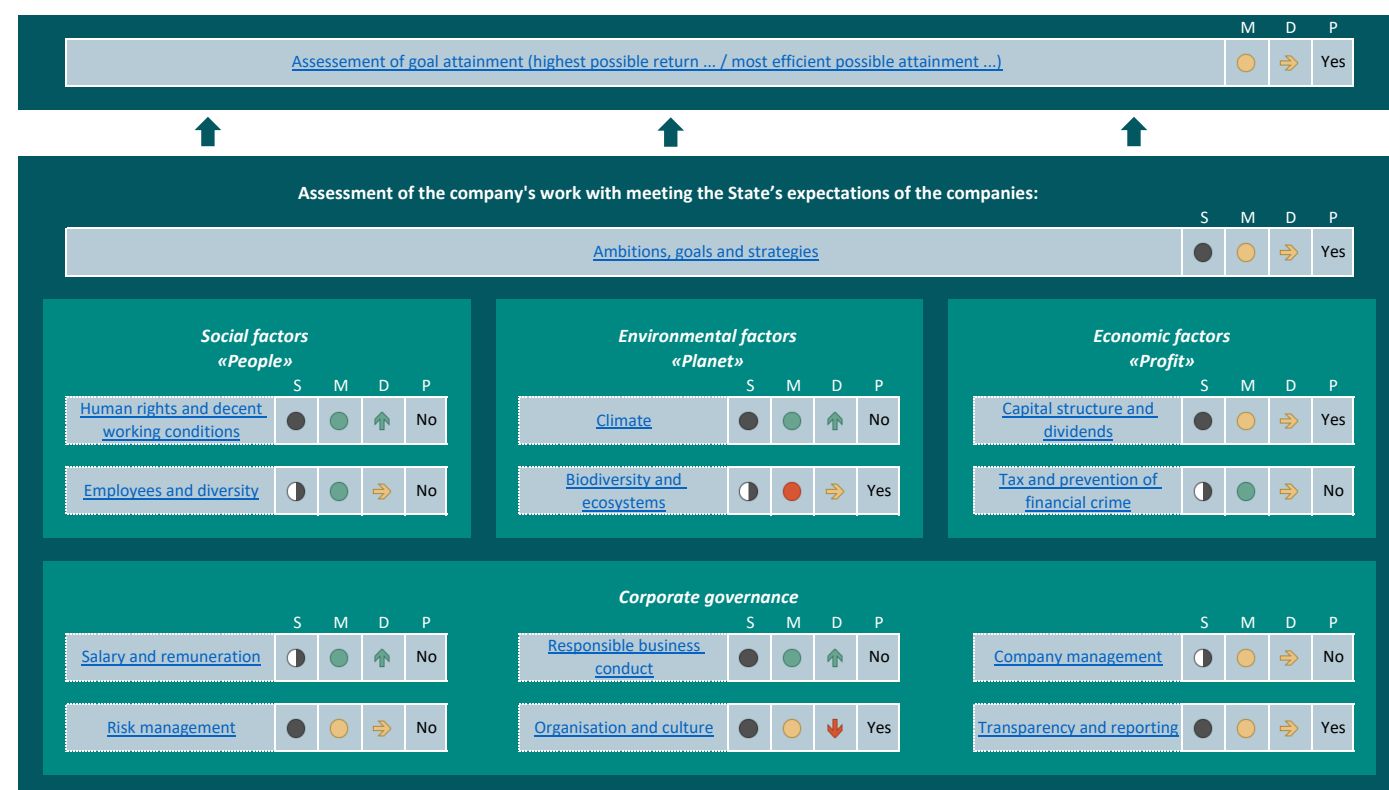 M D P
Assessement of goal attainment (highest possible return ... / most efficient possible attainment ...) Yes
Assessment of the company's work with meeting the State’s expectations of the companies:
S M D P
Ambitions, goals and strategies Yes
Social factors
«People»
S M D P
Human rights and decent
working conditions
No
Employees and diversity No
Environmental factors
«Planet»
S M D P
Climate No
Biodiversity and
ecosystems
Yes
Economic factors
«Profit»
S M D P
Capital structure and
dividends
Yes
Tax and prevention of
financial crime
No
Corporate governance
S M D P
Salary and remuneration No
Risk management No
S M D P
Responsible business
conduct
No
Organisation and culture Yes
S M D P
Company management No
Transparency and reporting Yes